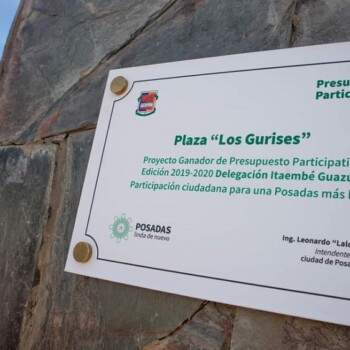 Presu
Partic
Plaza “Los Gurises”
Proyecto Ganador de Presupuesto Participati
Edición 2019-2020 Delegación Itaembé Guazú
Participación ciudadana para una Posadas más l
POSADAS
linda de nuevo
Ing. Leonardo “Lalo
Intendente
ciudad de Posa